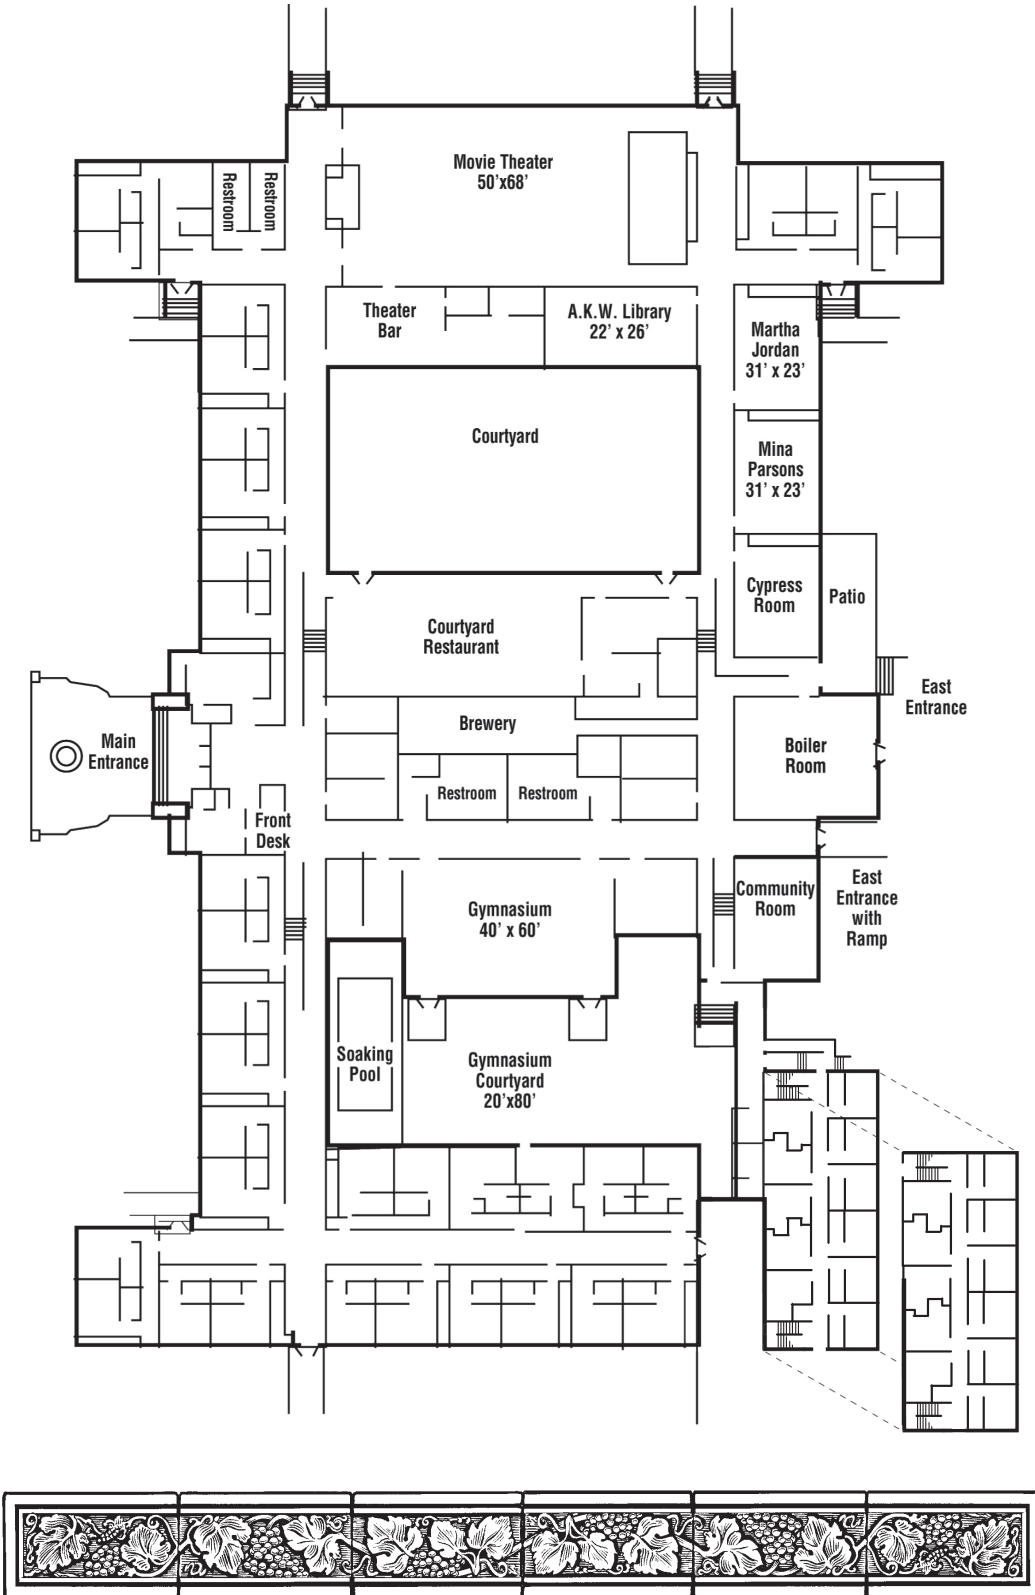 Movie Theater
50’x68’
Restroom
Restroom
Theater
Bar
A.K.W. Library
22’ x 26’
Martha
Jordan
31’ x 23’
Courtyard
Mina
Parsons
31’ x 23’
Cypress
Room
Patio
Courtyard
Restaurant
East
Entrance
Brewery
Main
Entrance
Boiler
Room
Restroom
Restroom
Front
Desk
Community
Room
East
Entrance
with
Ramp
Gymnasium
40’ x 60’
Soaking
Pool
Gymnasium
Courtyard
20’x80’